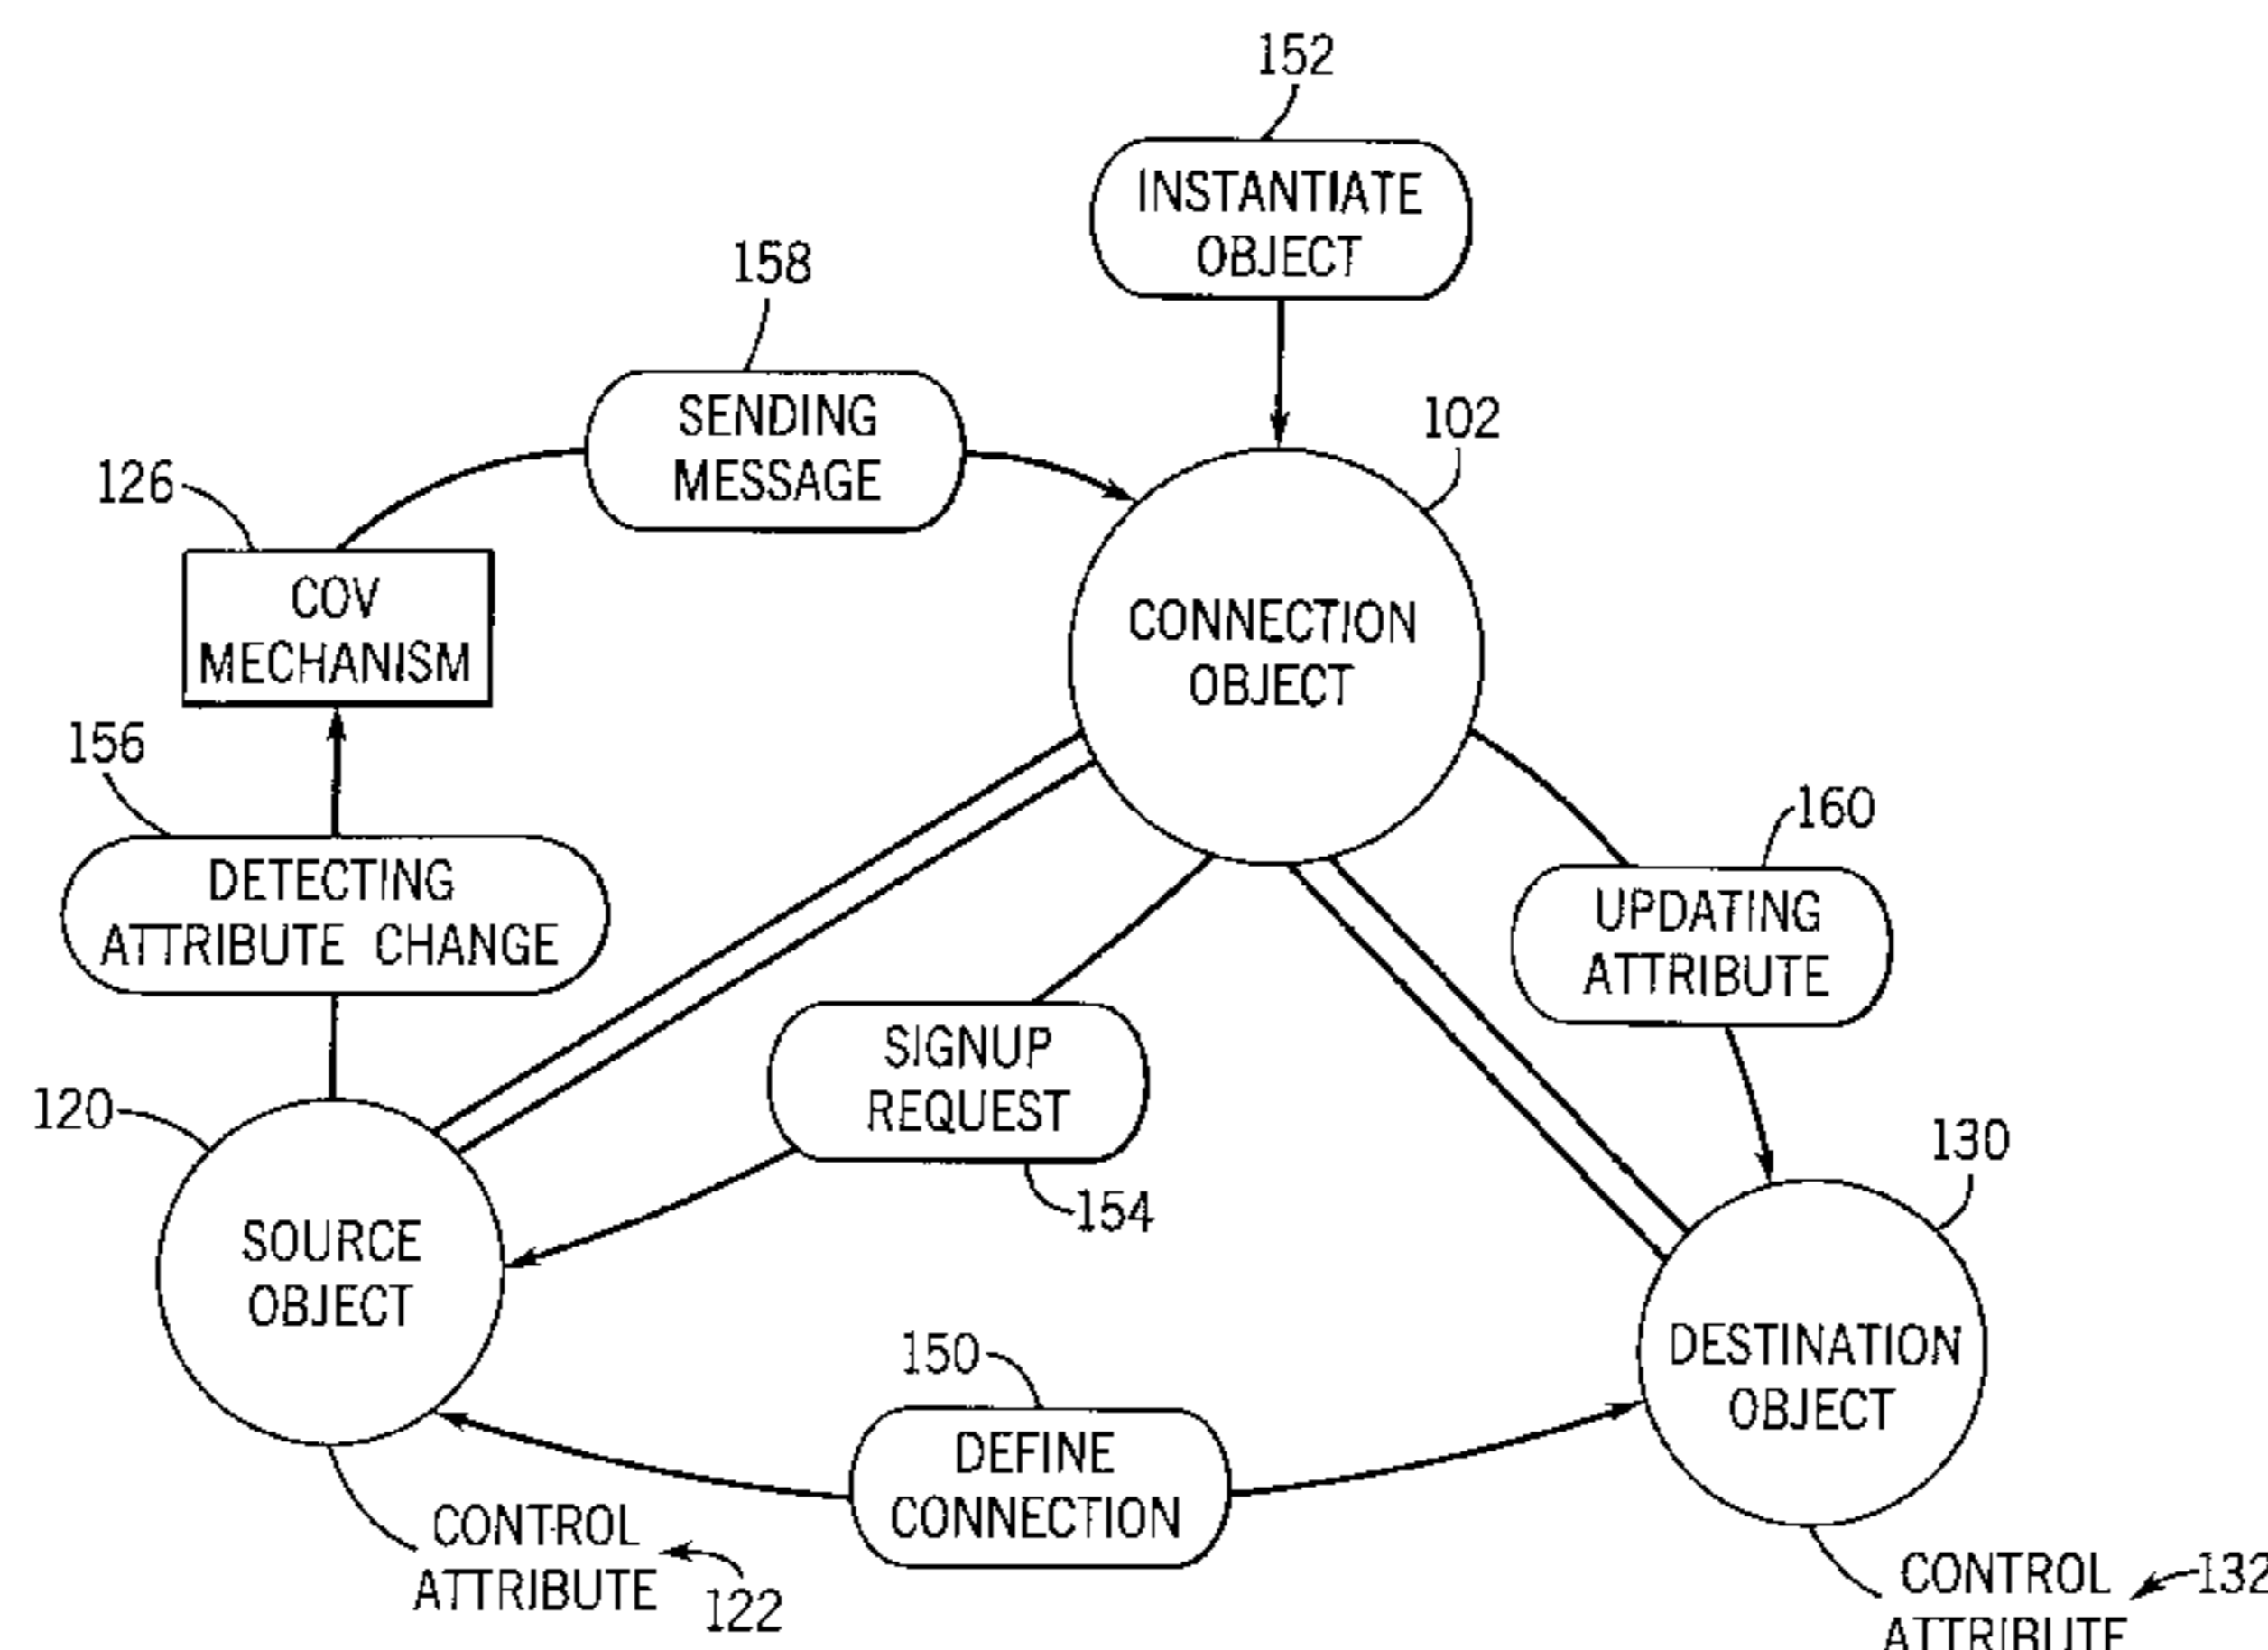 152
INSTANTIATE
OBJECT
158
SENDING
MESSAGE
102
126
COV
MECHANISM
CONNECTION
OBJECT
156
DETECTING
ATTRIBUTE CHANGE
160
UPDATING
ATTRIBUTE
SIGNUP
REQUEST
154
120
SOURCE
OBJECT
130
DESTINATION
OBJECT
150
DEFINE
CONNECTION
CONTROL
ATTRIBUTE
122
CONTROL
ATTRIBUTE
132